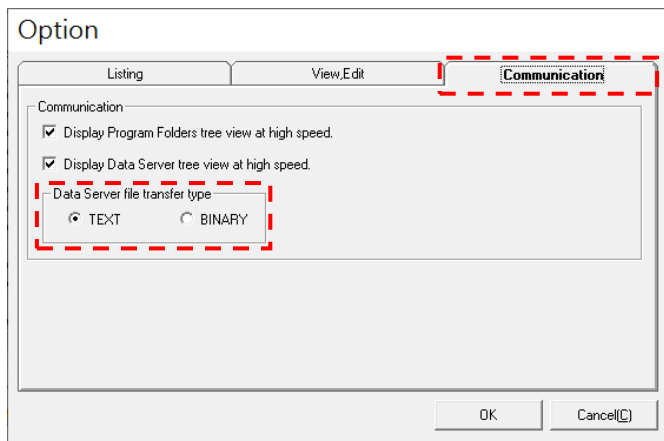 Option
Listing View,Edit Communication
Communication
Display Program Folders tree view at high speed.
Display Data Server tree view at high speed.
Data Server file transfer type
TEXT BINARY
OK Cancel(C)